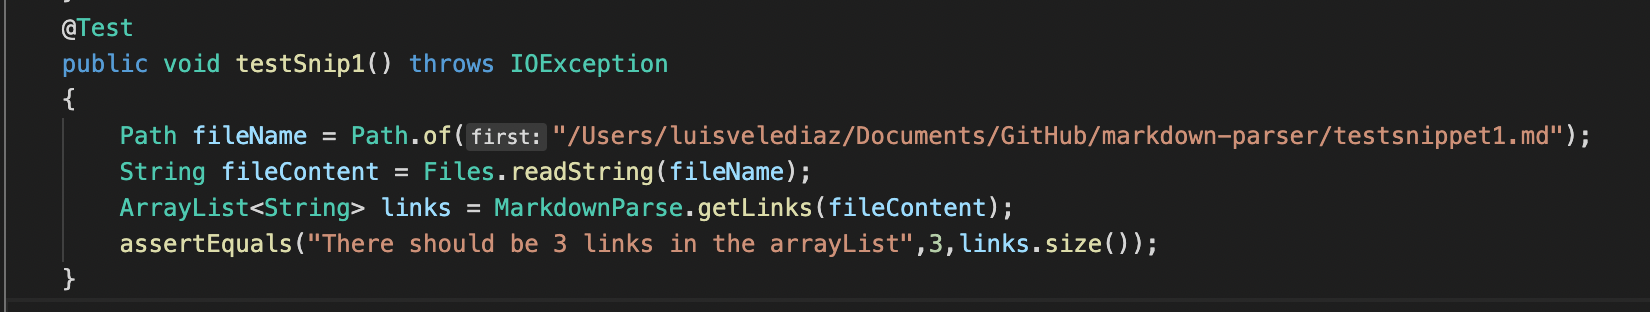 @Test
public void testSnip1() throws IOException
{
Path fileName = Path.of(first: "/Users/luisvelediaz/Documents/GitHub/markdown-parser/testsnippet1.md");
String fileContent = Files.readString(fileName);
ArrayList<String> links = MarkdownParse.getLinks(fileContent);
assertEquals("There should be 3 links in the arrayList",3,links.size());
}